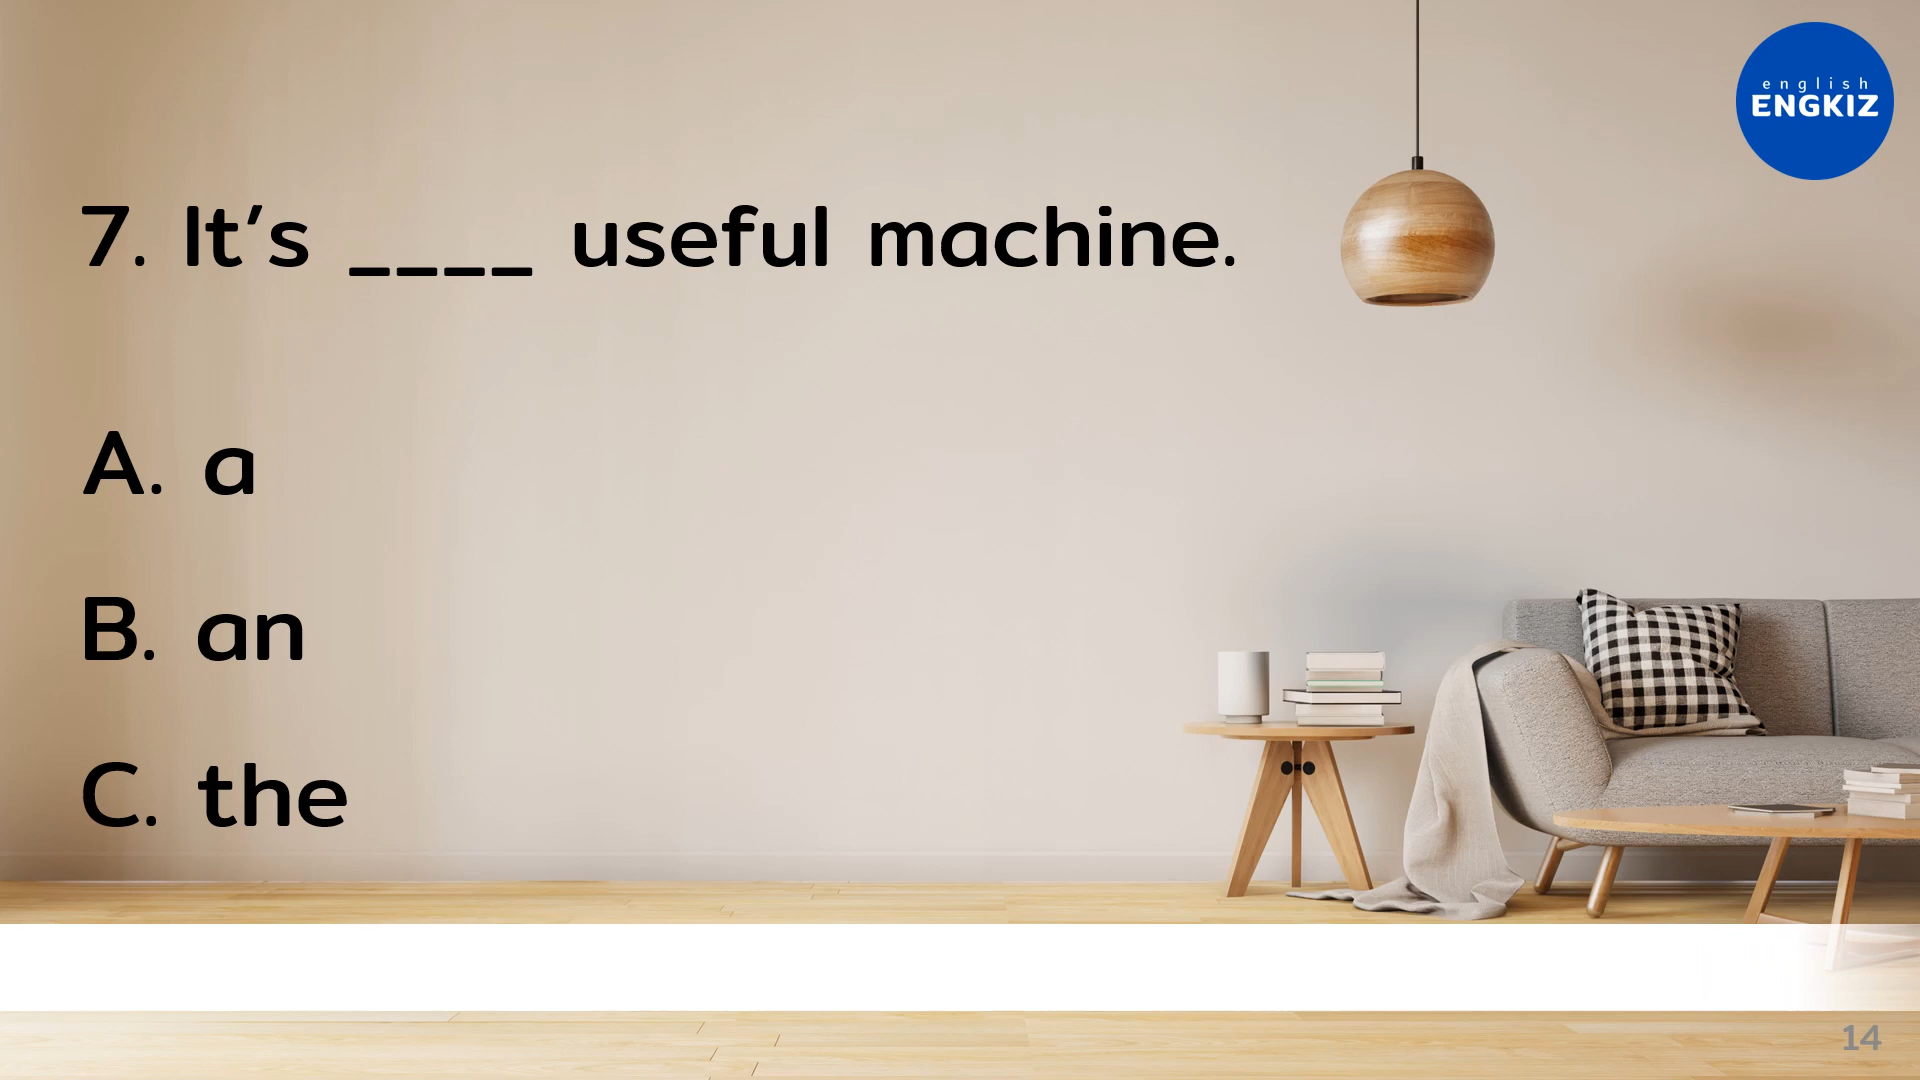 english
ENGKIZ
7. It’s ____ useful machine.
A. a
B. an
C. the
14